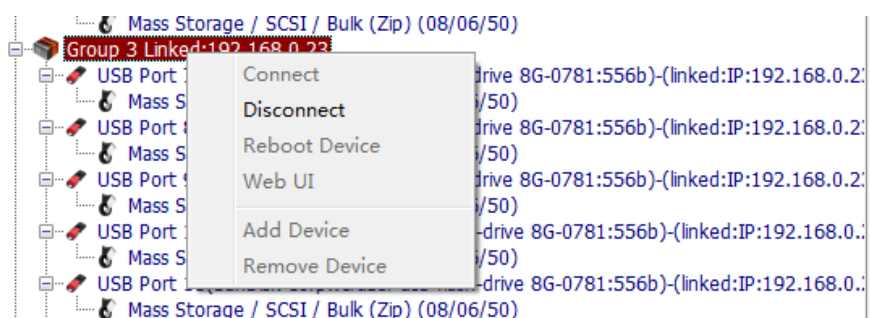 Mass Storage / SCSI / Bulk (Zip) (08/06/50)
Group 3 Linked:192.168.0.23
USB Port drive 8G-0781:556b)-(linked:IP:192.168.0.2
Connect
Mass S /50)
Disconnect
USB Port drive 8G-0781:556b)-(linked:IP:192.168.0.2
Reboot Device
Mass S /50)
USB Port drive 8G-0781:556b)-(linked:IP:192.168.0.2
Web UI
Mass S /50)
USB Port -drive 8G-0781:556b)-(linked:IP:192.168.0.
Add Device
Mass S /50)
Remove Device
USB Port -drive 8G-0781:556b)-(linked:IP:192.168.0.
Mass Storage / SCSI / Bulk (Zip) (08/06/50)